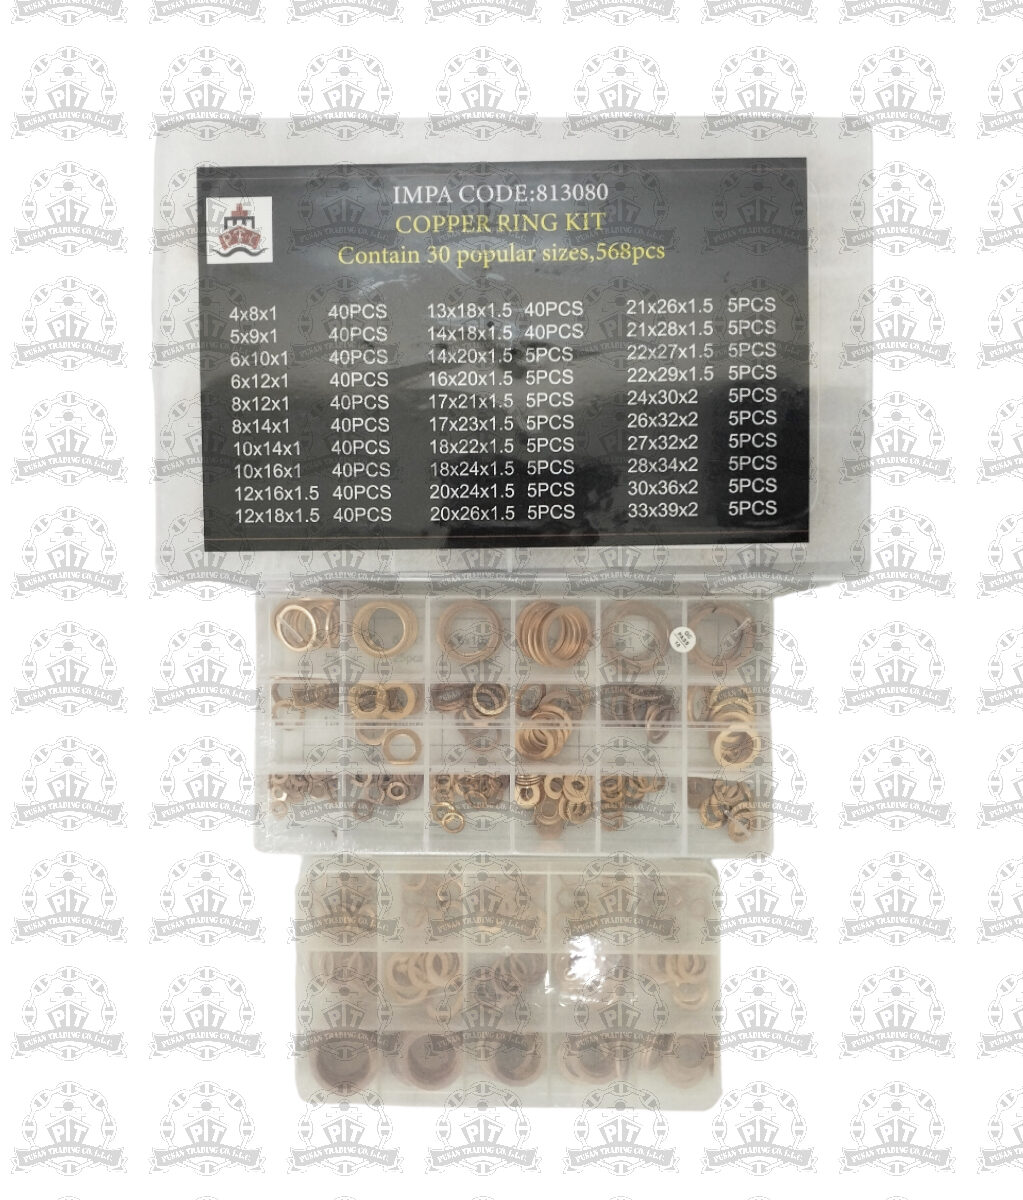 IMPA CODE:813080
COPPER RING KIT
Contain 30 popular sizes,568pcs
4x8x1 40PCS
5x9x1 40PCS
6x10x1 40PCS
6x12x1 40PCS
8x12x1 40PCS
8x14x1 40PCS
10x14x1 40PCS
10x16x1 40PCS
12x16x1.5 40PCS
12x18x1.5 40PCS
13x18x1.5 40PCS
14x18x1.5 40PCS
14x20x1.5 5PCS
16x20x1.5 5PCS
17x21x1.5 5PCS
17x23x1.5 5PCS
18x22x1.5 5PCS
18x24x1.5 5PCS
20x24x1.5 5PCS
20x26x1.5 5PCS
21x26x1.5 5PCS
21x28x1.5 5PCS
22x27x1.5 5PCS
22x29x1.5 5PCS
24x30x2 5PCS
26x32x2 5PCS
27x32x2 5PCS
28x34x2 5PCS
30x36x2 5PCS
33x39x2 5PCS
QC
PASS
PIT
PUSAN TRADING CO. L.L.C.